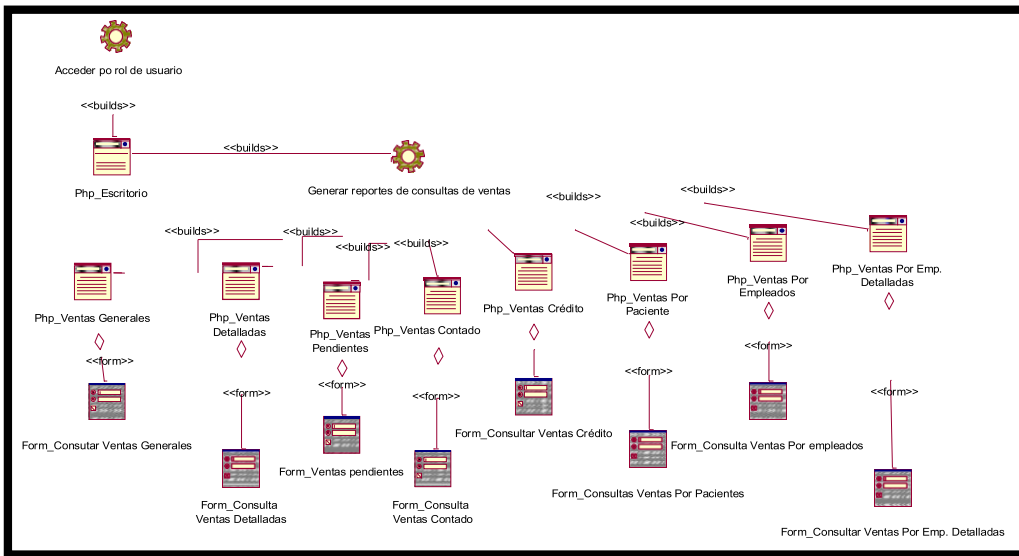 Acceder po rol de usuario
<<builds>>
<<builds>>
Php_Escritorio
Generar reportes de consultas de ventas
<<builds>>
<<builds>>
<<builds>>
<<builds>>
<<builds>>
<<builds>>
<<builds>>
Php_Ventas Generales
Php_Ventas
Detalladas
Php_Ventas
Pendientes
Php_Ventas Contado
Php_Ventas Crédito
Php_Ventas Por
Paciente
Php_Ventas Por
Empleados
Php_Ventas Por Emp.
Detalladas
<<form>>
<<form>>
<<form>>
<<form>>
<<form>>
<<form>>
<<form>>
<<form>>
Form_Consutar Ventas Generales
Form_Consulta
Ventas Detalladas
Form_Ventas pendientes
Form_Consulta
Ventas Contado
Form_Consultar Ventas Crédito
Form_Consultas Ventas Por Pacientes
Form_Consulta Ventas Por empleados
Form_Consultar Ventas Por Emp. Detalladas